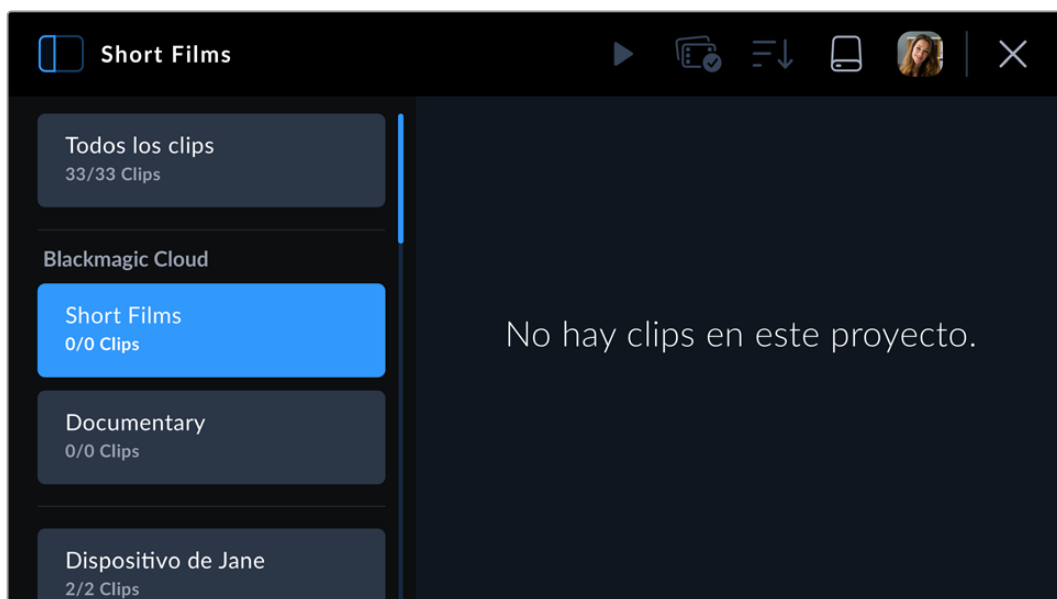 Short Films
Todos los clips
33/33 Clips
Blackmagic Cloud
Short Films
0/0 Clips
Documentary
0/0 Clips
Dispositivo de Jane
2/2 Clips
No hay clips en este proyecto.